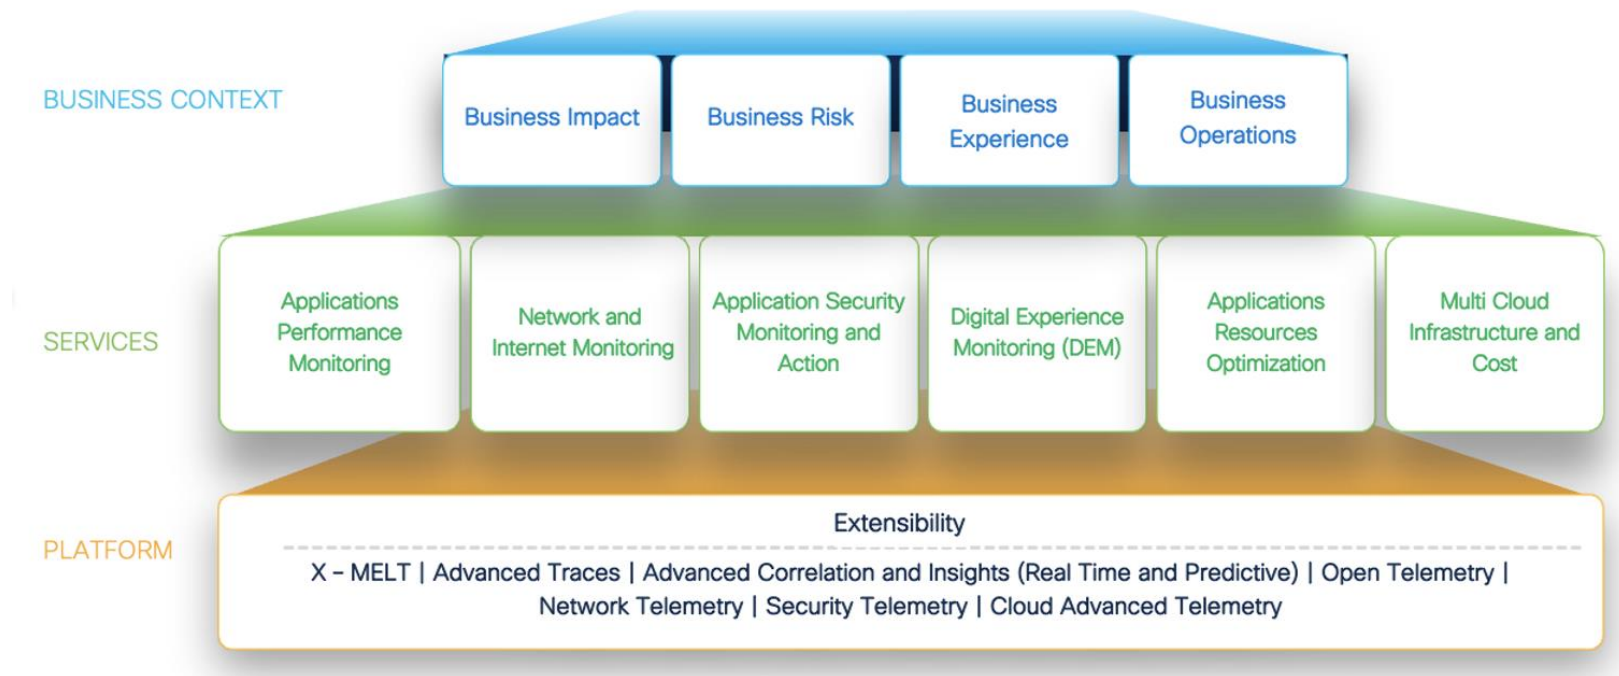 BUSINESS CONTEXT
Business Impact
Business Risk
Business
Experience
Business
Operations
SERVICES
Applications
Performance
Monitoring
Network and
Internet Monitoring
Application Security
Monitoring and
Action
Digital Experience
Monitoring (DEM)
Applications
Resources
Optimization
Multi Cloud
Infrastructure and
Cost
PLATFORM
Extensibility
X – MELT | Advanced Traces | Advanced Correlation and Insights (Real Time and Predictive) | Open Telemetry |
Network Telemetry | Security Telemetry | Cloud Advanced Telemetry